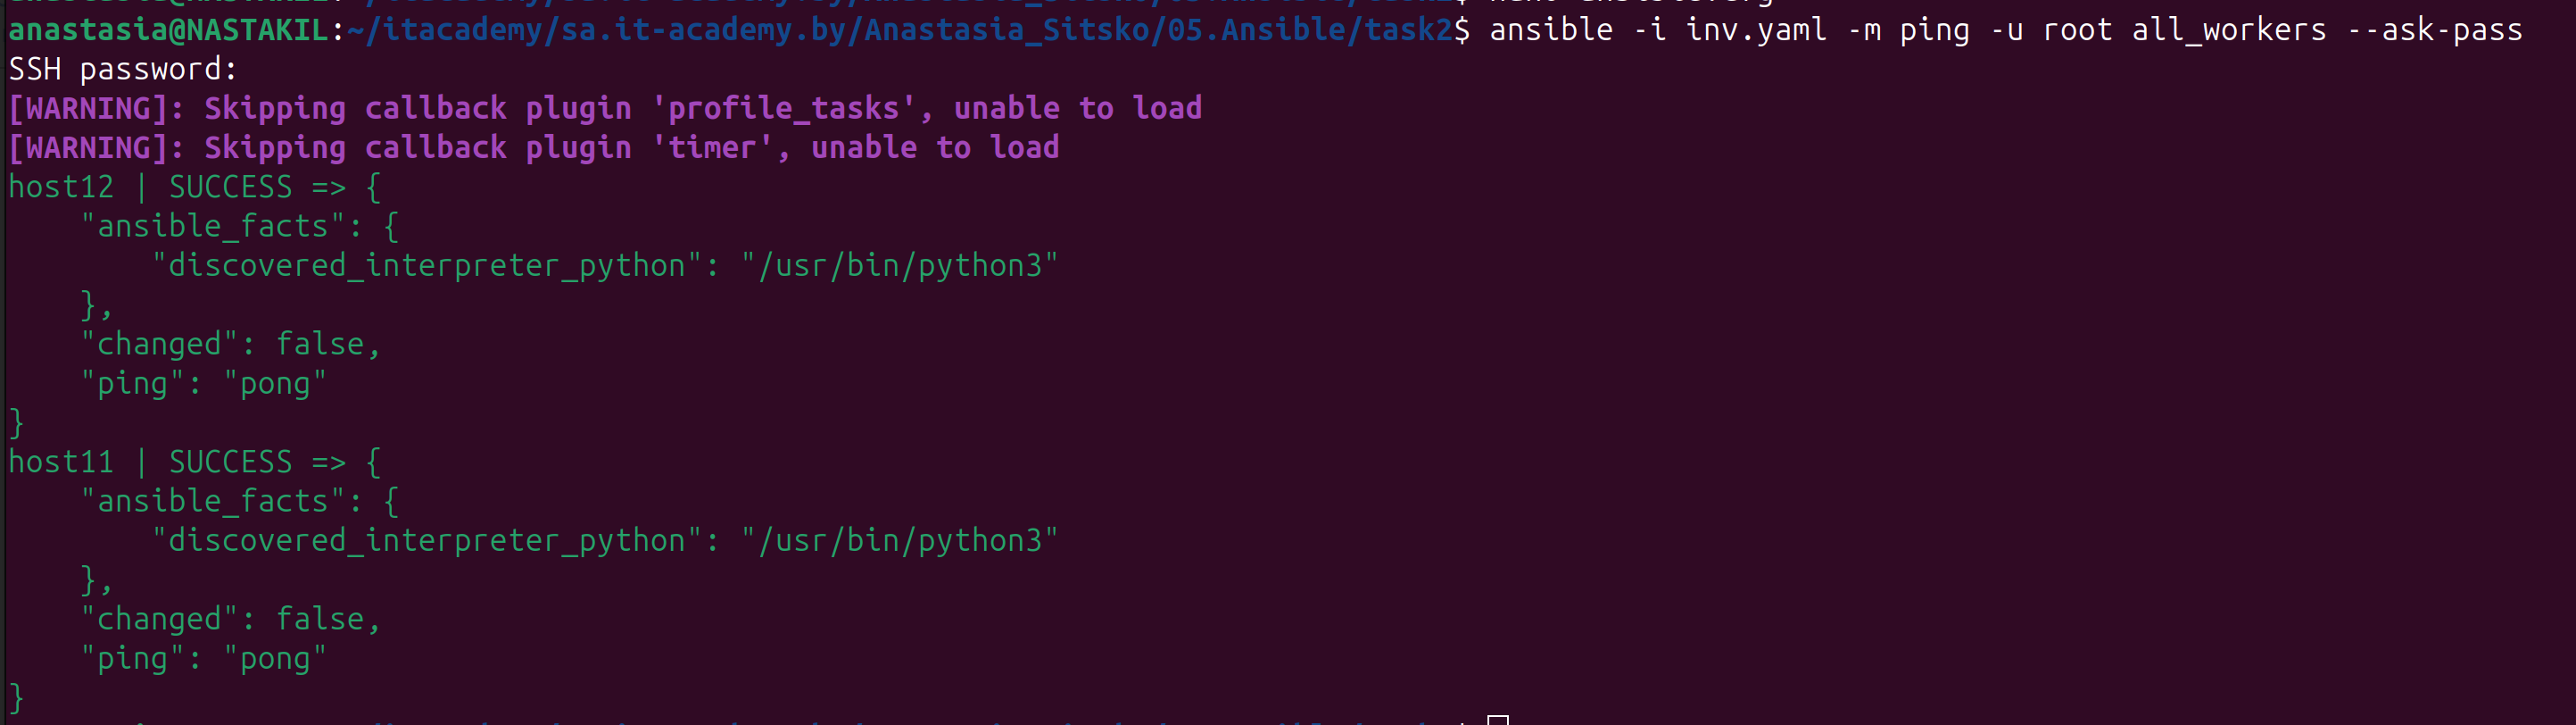 anastasia@NASTAKIL:~/itacademy/sa.it-academy.by/Anastasia_Sitsko/05.Ansible/task2$ ansible -i inv.yaml -m ping -u root all_workers --ask-pass
SSH password:
[WARNING]: Skipping callback plugin 'profile_tasks', unable to load
[WARNING]: Skipping callback plugin 'timer', unable to load
host12 | SUCCESS => {
    "ansible_facts": {
        "discovered_interpreter_python": "/usr/bin/python3"
    },
    "changed": false,
    "ping": "pong"
}
host11 | SUCCESS => {
    "ansible_facts": {
        "discovered_interpreter_python": "/usr/bin/python3"
    },
    "changed": false,
    "ping": "pong"
}